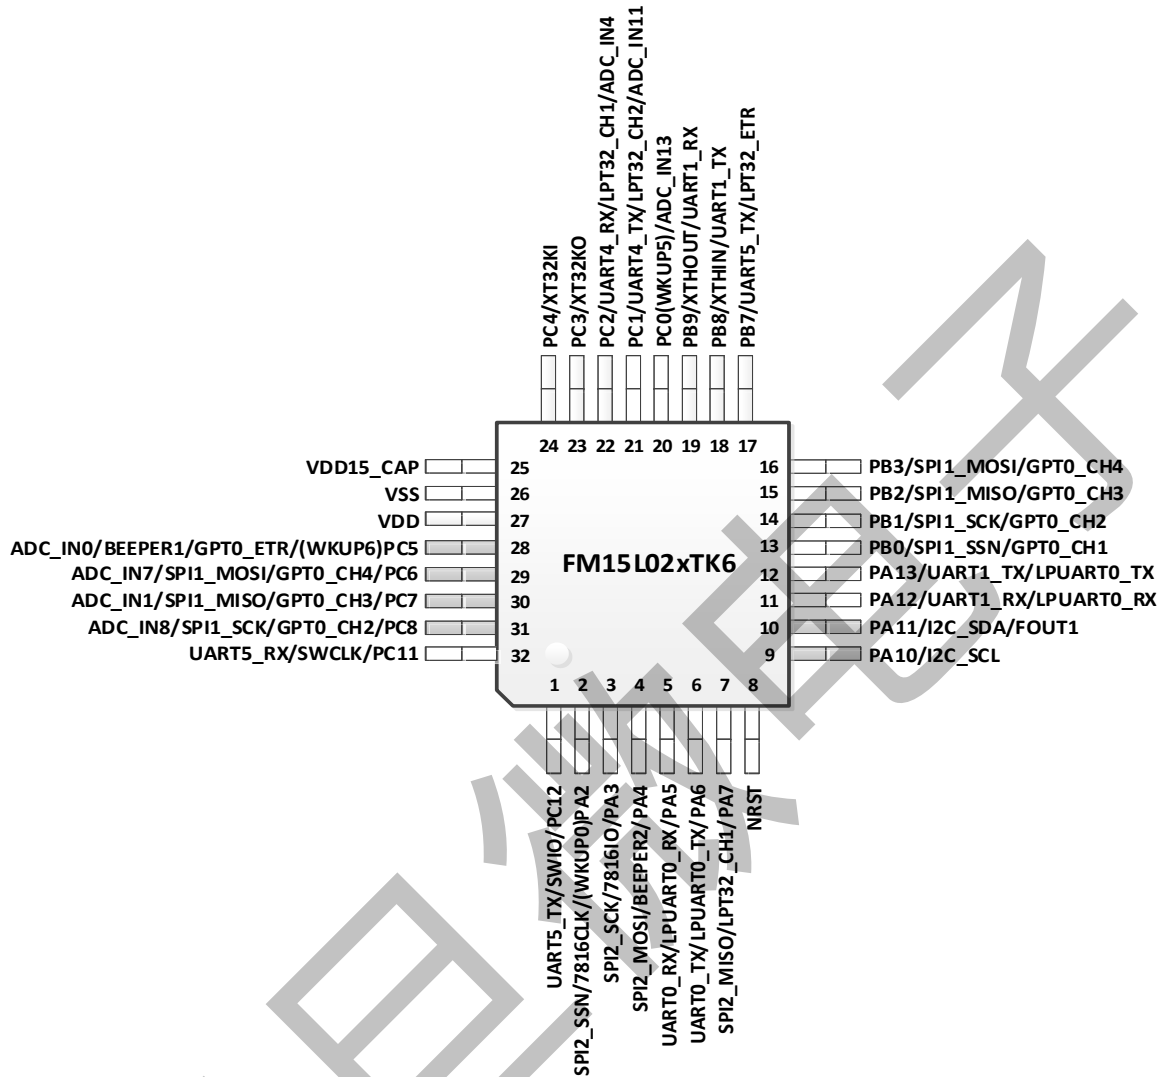 PC4/XT32KI
PC3/XT32KO
PC2/UART4_RX/LPT32_CH1/ADC_IN4
PC1/UART4_TX/LPT32_CH2/ADC_IN11
PC0(WKUP5)/ADC_IN13
PB9/XTHOUT/UART1_RX
PB8/XTHIN/UART1_TX
PB7/UART5_TX/LPT32_ETR
24 23 22 21 20 19 18 17
VDD15_CAP 25
VSS 26
VDD 27
ADC_IN0/BEEPER1/GPT0_ETR/(WKUP6)PC5 28
ADC_IN7/SPI1_MOSI/GPT0_CH4/PC6 29
ADC_IN1/SPI1_MISO/GPT0_CH3/PC7 30
ADC_IN8/SPI1_SCK/GPT0_CH2/PC8 31
UART5_RX/SWCLK/PC11 32
FM15L02xTK6
16 PB3/SPI1_MOSI/GPT0_CH4
15 PB2/SPI1_MISO/GPT0_CH3
14 PB1/SPI1_SCK/GPT0_CH2
13 PB0/SPI1_SSN/GPT0_CH1
12 PA13/UART1_TX/LPUART0_TX
11 PA12/UART1_RX/LPUART0_RX
10 PA11/I2C_SDA/FOUT1
9 PA10/I2C_SCL
1 2 3 4 5 6 7 8
UART5_TX/SWIO/PC12
SPI2_SSN/7816CLK/(WKUP0)PA2
SPI2_SCK/7816IO/PA3
SPI2_MOSI/BEEPER2/PA4
UART0_RX/LPUART0_RX/PA5
UART0_TX/LPUART0_TX/PA6
SPI2_MISO/LPT32_CH1/PA7
NRST
微电子